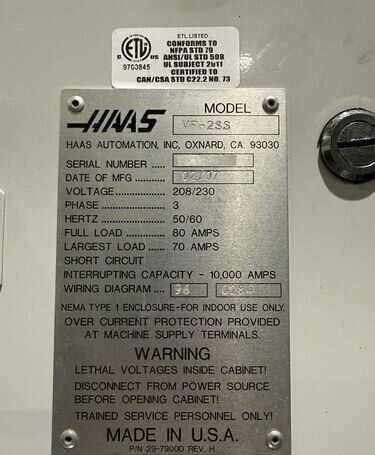 ETL LISTED
CONFORMS TO
NFPA STD 79
ANSI/UL STD 508
UL SUBJECT 2011
CERTIFIED TO
CAN/CSA STD C22.2 NO. 73
C ETL US
9700845
HAAS
MODEL
VF-2SS
HAAS AUTOMATION, INC, OXNARD, CA. 93030
SERIAL NUMBER
DATE OF MFG 02/07
VOLTAGE 208/230
PHASE 3
HERTZ 50/60
FULL LOAD 80 AMPS
LARGEST LOAD 70 AMPS
SHORT CIRCUIT
INTERRUPTING CAPACITY - 10,000 AMPS
WIRING DIAGRAM 96
NEMA TYPE 1 ENCLOSURE-FOR INDOOR USE ONLY.
OVER CURRENT PROTECTION PROVIDED
AT MACHINE SUPPLY TERMINALS.
WARNING
LETHAL VOLTAGES INSIDE CABINET!
DISCONNECT FROM POWER SOURCE
BEFORE OPENING CABINET!
TRAINED SERVICE PERSONNEL ONLY!
MADE IN U.S.A.
P/N 29-7900D REV. H